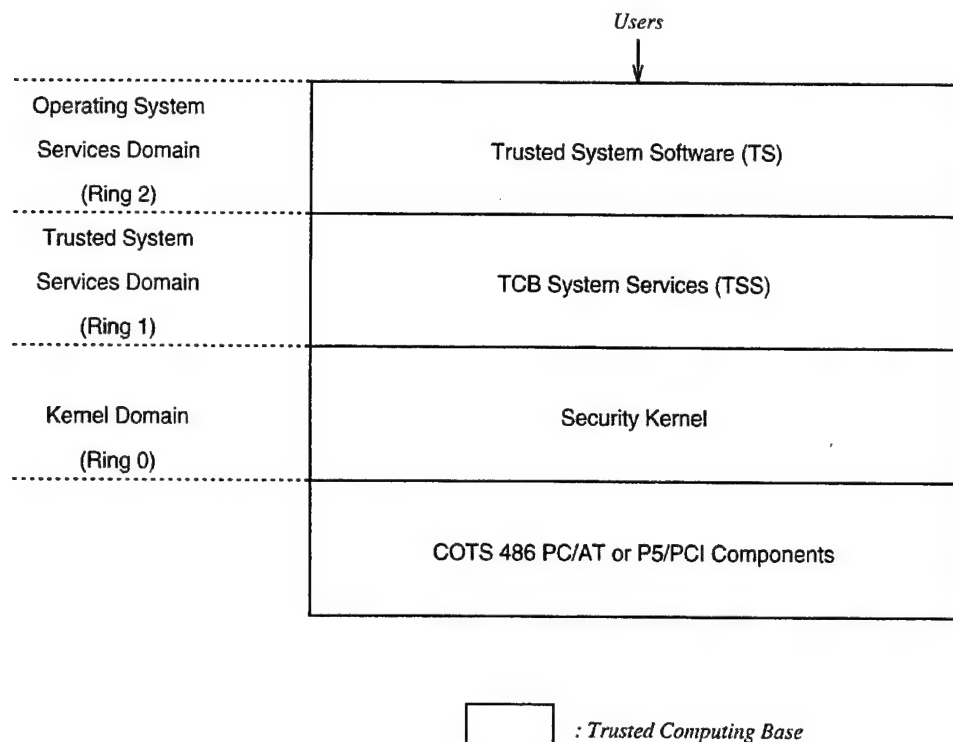 Users
Operating System
Services Domain
(Ring 2)
Trusted System Software (TS)
Trusted System
Services Domain
(Ring 1)
TCB System Services (TSS)
Kernel Domain
(Ring 0)
Security Kernel
COTS 486 PC/AT or P5/PCI Components
: Trusted Computing Base